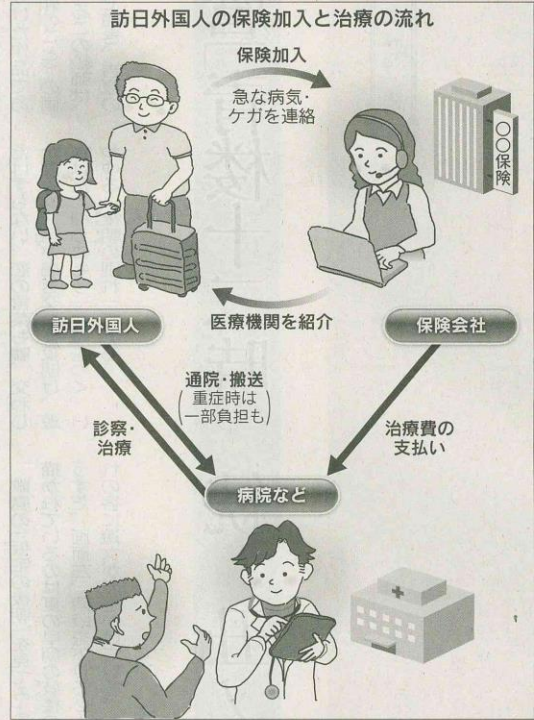 訪日外国人の保険加入と治療の流れ
保険加入
急な病気・
ケガを連絡
〇〇保険
医療機関を紹介
訪日外国人
保険会社
通院・搬送
(重症時は
一部負担も)
診察・
治療
治療費の
支払い
病院など